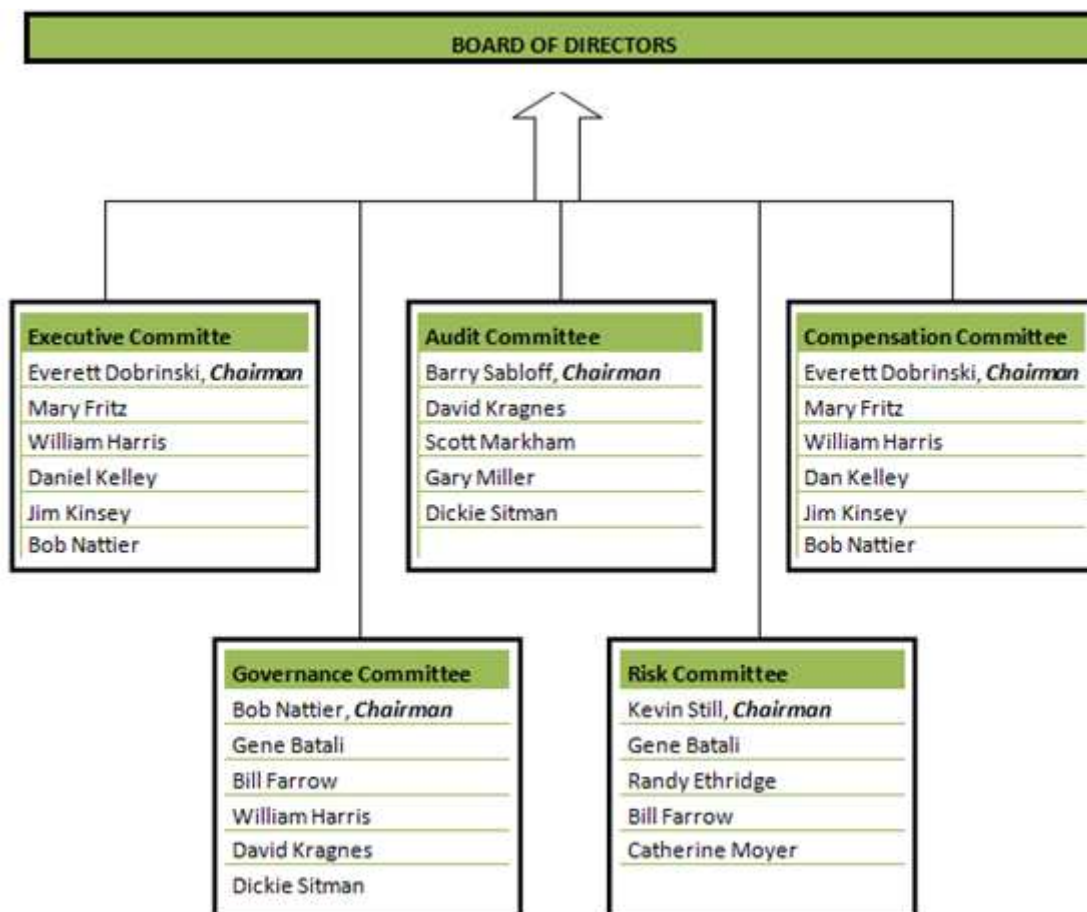 BOARD OF DIRECTORS
Executive Committe
Everett Dobrinski, Chairman
Mary Fritz
William Harris
Daniel Kelley
Jim Kinsey
Bob Nattier
Audit Committee
Barry Sabloff, Chairman
David Kragnes
Scott Markham
Gary Miller
Dickie Sitman
Compensation Committee
Everett Dobrinski, Chairman
Mary Fritz
William Harris
Dan Kelley
Jim Kinsey
Bob Nattier
Governance Committee
Bob Nattier, Chairman
Gene Batali
Bill Farrow
William Harris
David Kragnes
Dickie Sitman
Risk Committee
Kevin Still, Chairman
Gene Batali
Randy Ethridge
Bill Farrow
Catherine Moyer